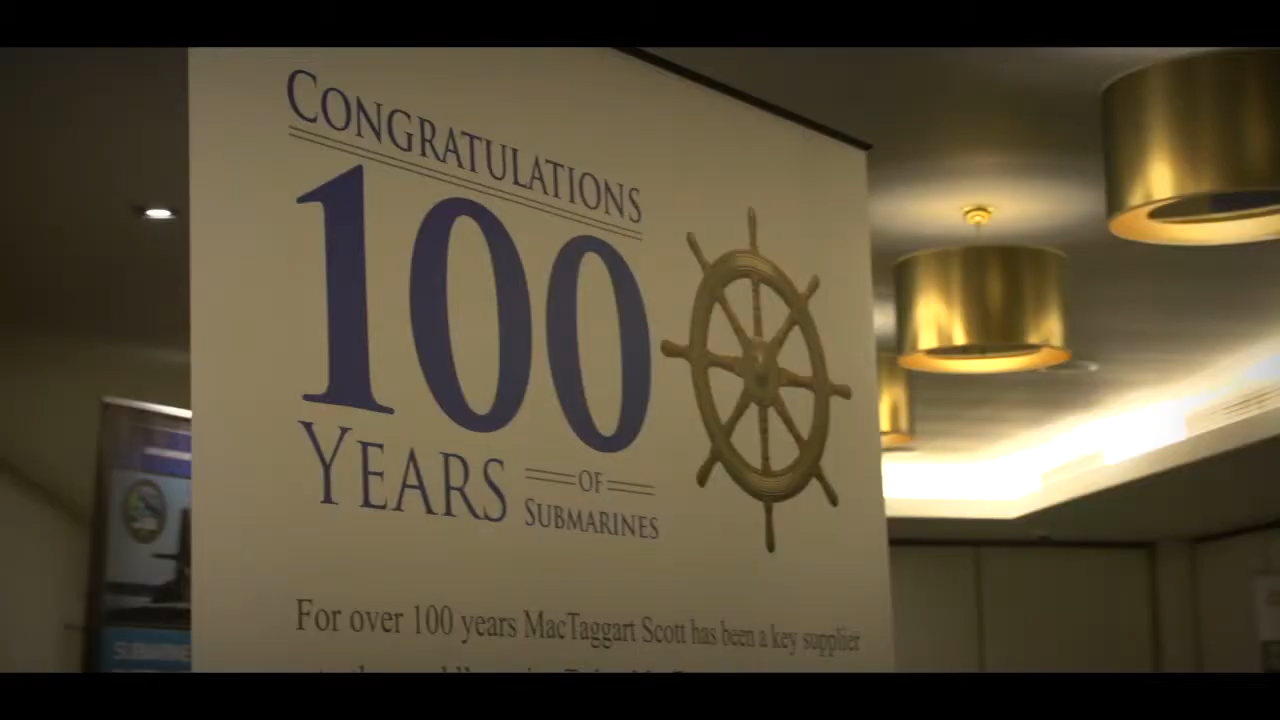 CONGRATULATIONS
100
YEARS
OF
SUBMARINES
For over 100 years MacTaggart Scott has been a key supplier